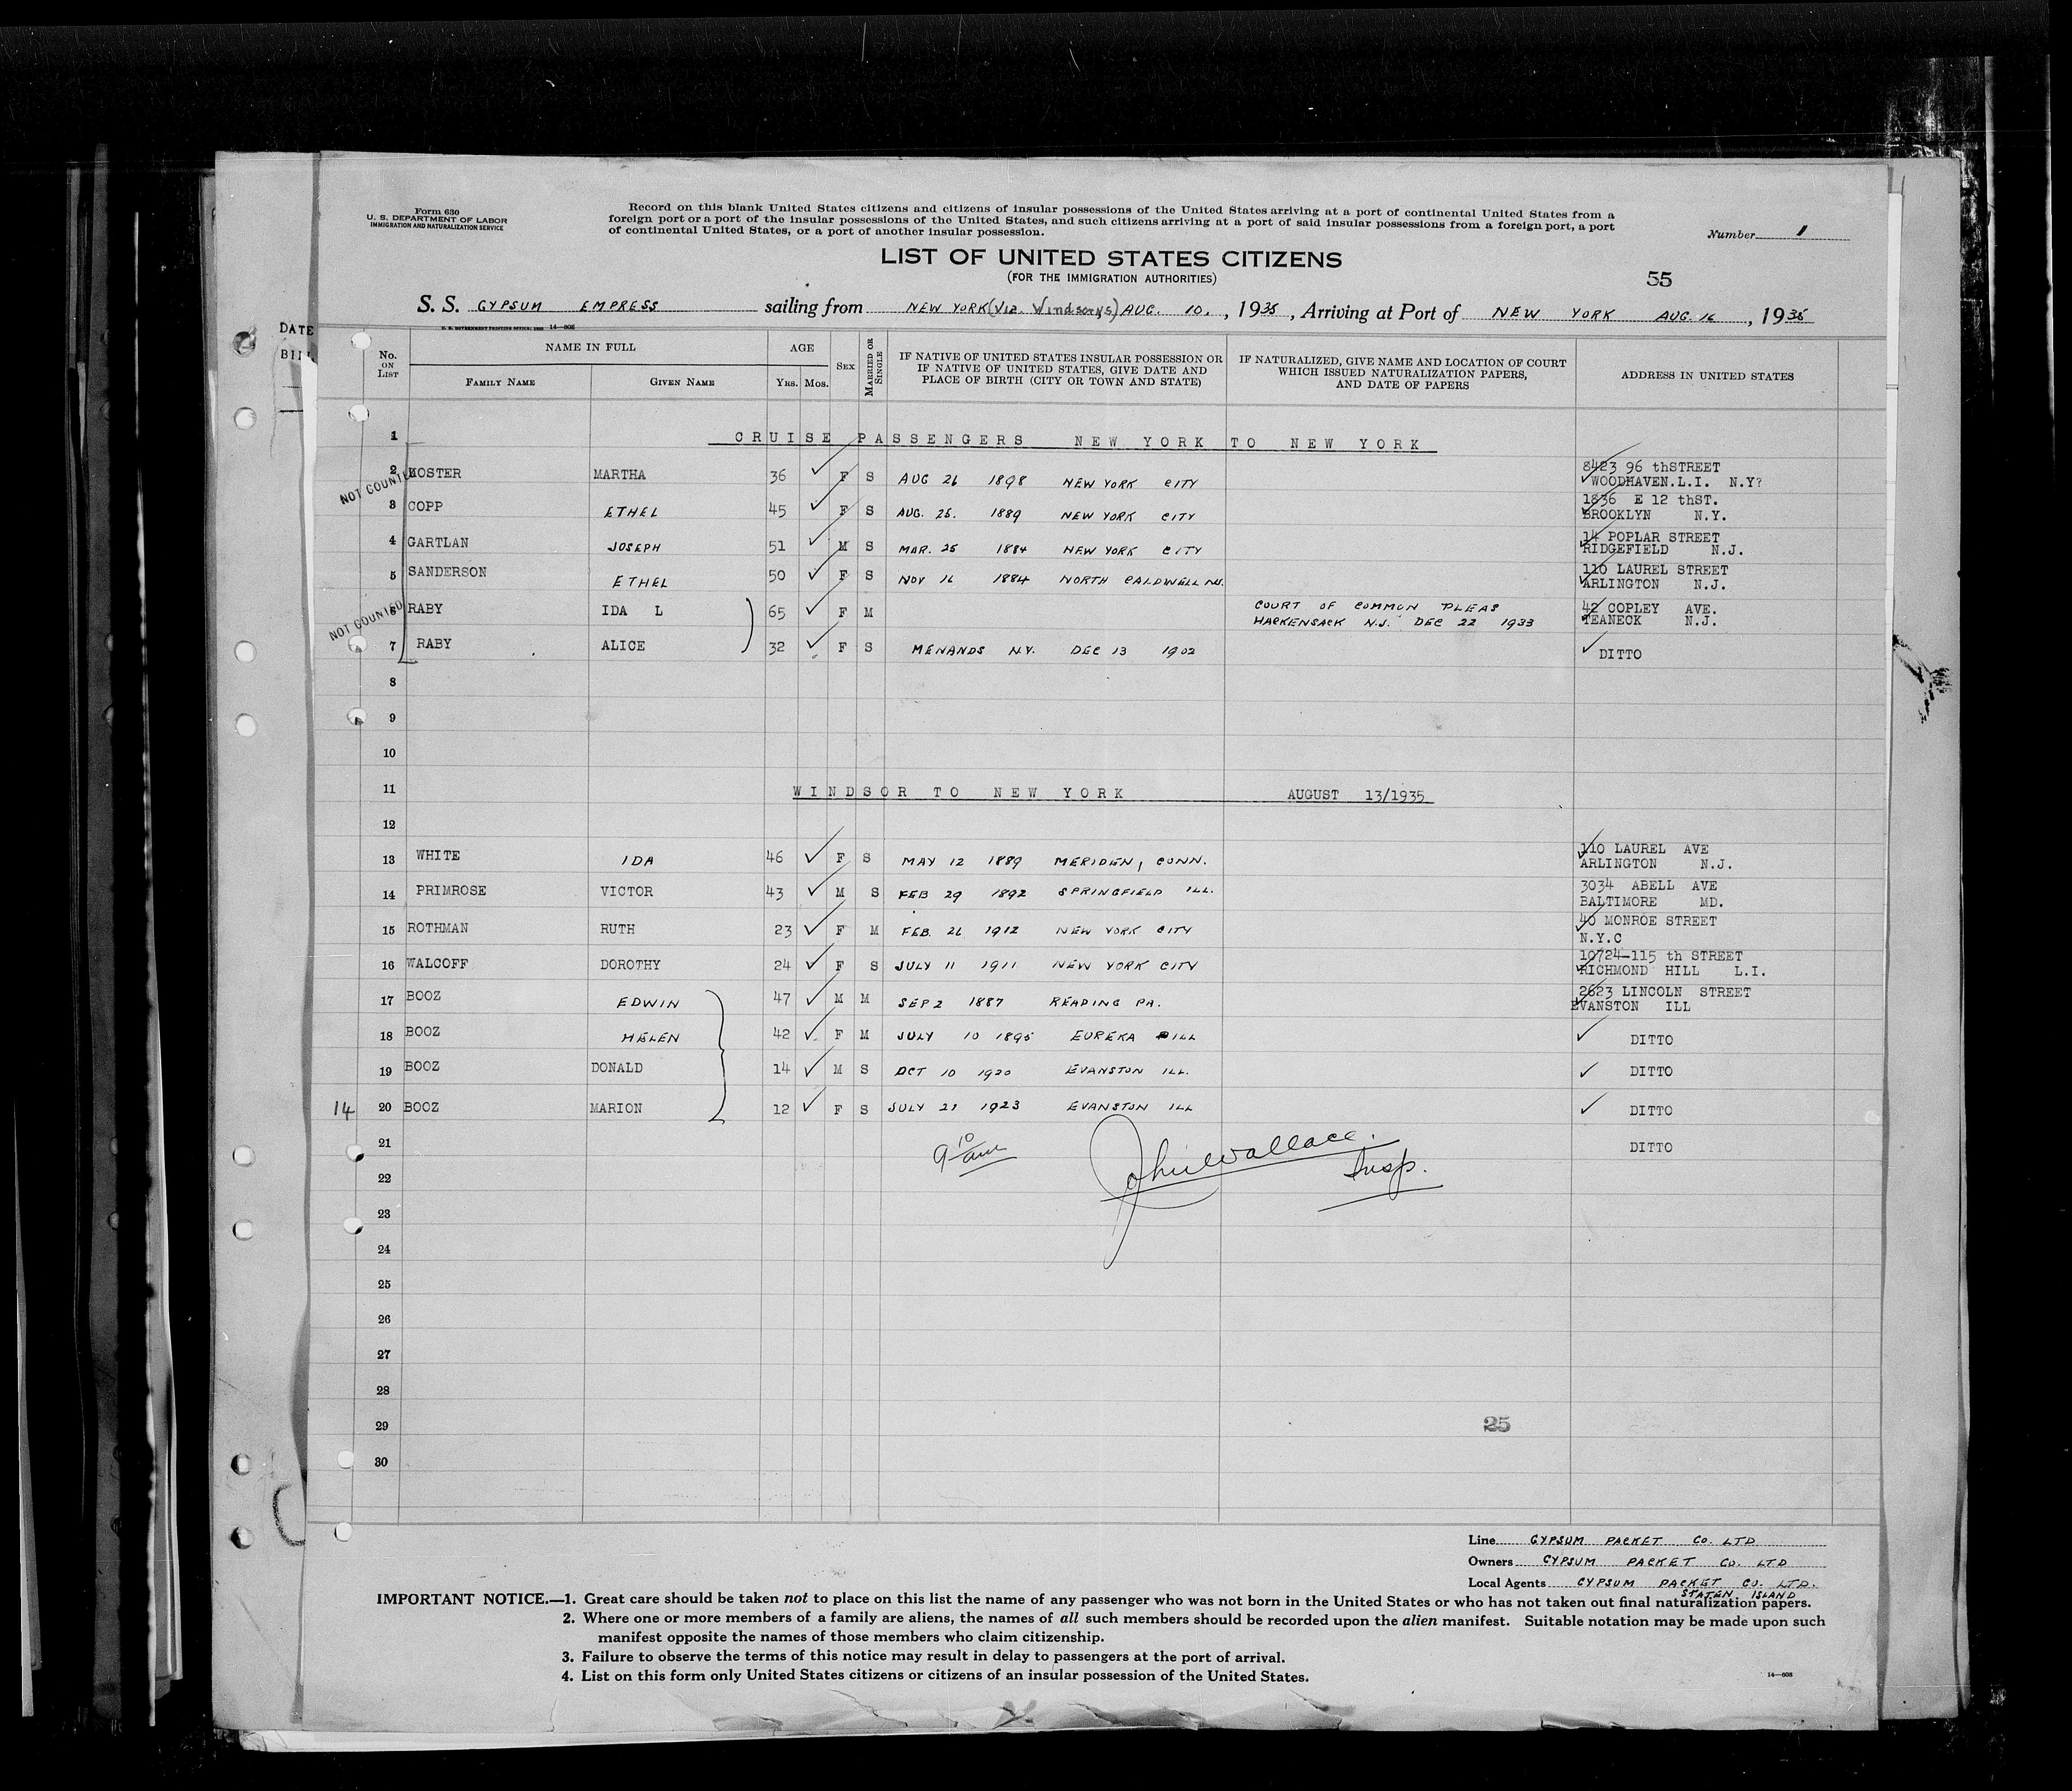 Form 630
U. S. DEPARTMENT OF LABOR
IMMIGRATION AND NATURALIZATION SERVICE
Record on this blank United States citizens and citizens of insular possessions of the United States arriving at a port of continental United States from a
foreign port or a port of the insular possessions of the United States, and such citizens arriving at a port of said insular possessions from a foreign port, a port
of continental United States, or a port of another insular possession.
Number 1
LIST OF UNITED STATES CITIZENS
(FOR THE IMMIGRATION AUTHORITIES)
55
S. S. GYPSUM EMPRESS sailing from NEW YORK (Via. Windsor NS) AUG. 10., 1935, Arriving at Port of NEW YORK AUG. 16, 1935
DATE
No. ON LIST
NAME IN FULL
FAMILY NAME GIVEN NAME
AGE
YRS. MOS.
SEX
MARRIED OR SINGLE
IF NATIVE OF UNITED STATES INSULAR POSSESSION OR
IF NATIVE OF UNITED STATES, GIVE DATE AND
PLACE OF BIRTH (CITY OR TOWN AND STATE)
IF NATURALIZED, GIVE NAME AND LOCATION OF COURT
WHICH ISSUED NATURALIZATION PAPERS,
AND DATE OF PAPERS
ADDRESS IN UNITED STATES
1 CRUISE PASSENGERS NEW YORK TO NEW YORK
NOT COUNTED
2 KOSTER MARTHA 36 F S AUG 26 1898 NEW YORK CITY 8423 96 thSTREET
WOODHAVEN.L.I. N.Y?
3 COPP ETHEL 45 F S AUG. 25. 1889 NEW YORK CITY 1836 E 12 thST.
BROOKLYN N.Y.
4 GARTLAN JOSEPH 51 M S MAR. 25 1884 NEW YORK CITY 14 POPLAR STREET
RIDGEFIELD N.J.
5 SANDERSON ETHEL 50 F S NOV 16 1884 NORTH CALDWELL NJ. 110 LAUREL STREET
ARLINGTON N.J.
NOT COUNTED
6 RABY IDA L 65 F M COURT OF COMMON PLEAS 42 COPLEY AVE.
HACKENSACK N.J. DEC 22 1933 TEANECK N.J.
7 RABY ALICE 32 F S MENANDS N.Y. DEC 13 1902 DITTO
8
9
10
11 WINDSOR TO NEW YORK AUGUST 13/1935
12
13 WHITE IDA 46 F S MAY 12 1889 MERIDEN, CONN. 110 LAUREL AVE
ARLINGTON N.J.
14 PRIMROSE VICTOR 43 M S FEB 29 1892 SPRINGFIELD ILL. 3034 ABELL AVE
BALTIMORE MD.
15 ROTHMAN RUTH 23 F M FEB. 26 1912 NEW YORK CITY 40 MONROE STREET
N.Y.C
16 WALCOFF DOROTHY 24 F S JULY 11 1911 NEW YORK CITY 10724-115 th STREET
RICHMOND HILL L.I.
17 BOOZ EDWIN 47 M M SEP 2 1887 READING PA. 2623 LINCOLN STREET
EVANSTON ILL
18 BOOZ HELEN 42 F M JULY 10 1895 EUREKA ILL DITTO
19 BOOZ DONALD 14 M S OCT 10 1920 EVANSTON ILL. DITTO
14 20 BOOZ MARION 12 F S JULY 21 1923 EVANSTON ILL DITTO
21 DITTO
9 10 am John Wallace.
Insp.
22
23
24
25
26
27
28
29 25
30
Line GYPSUM PACKET CO. LTD
Owners GYPSUM PACKET CO. LTD
Local Agents GYPSUM PACKET CO. LTD.
STATEN ISLAND
IMPORTANT NOTICE.—1. Great care should be taken not to place on this list the name of any passenger who was not born in the United States or who has not taken out final naturalization papers.
2. Where one or more members of a family are aliens, the names of all such members should be recorded upon the alien manifest. Suitable notation may be made upon such
manifest opposite the names of those members who claim citizenship.
3. Failure to observe the terms of this notice may result in delay to passengers at the port of arrival.
4. List on this form only United States citizens or citizens of an insular possession of the United States.
14—608